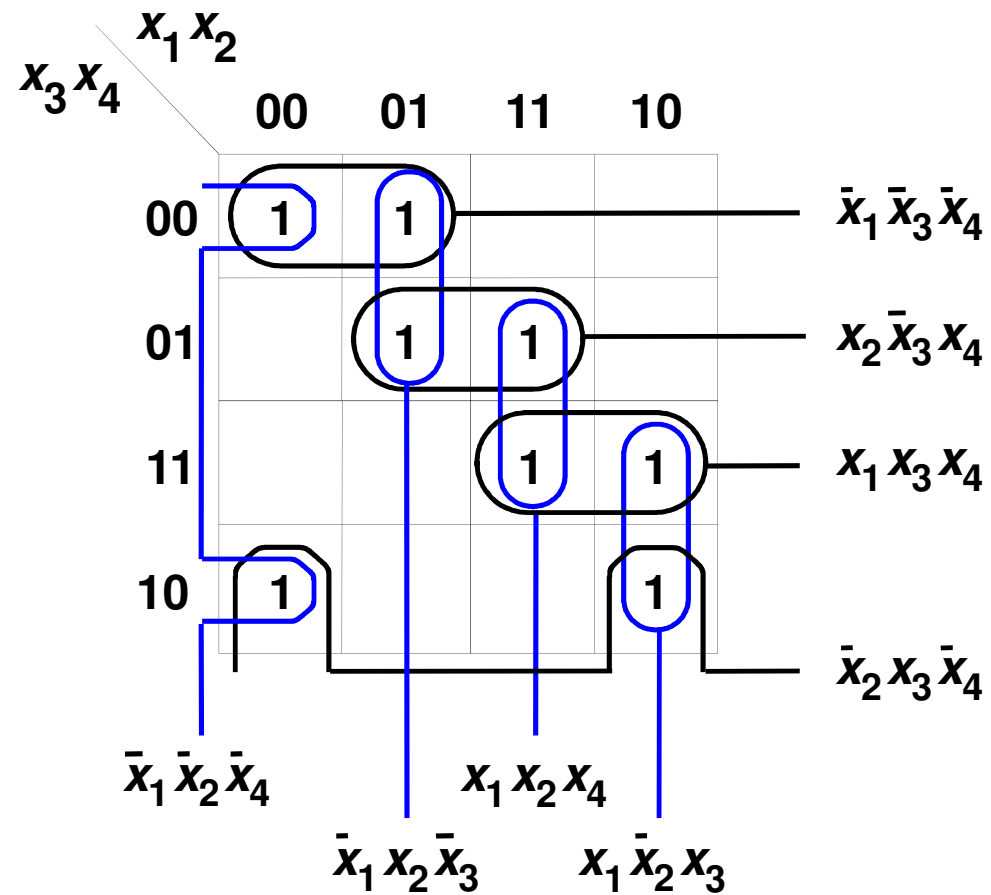 x₁ x₂
x₃ x₄
00 01 11 10
00 1 1 x̄₁ x̄₃ x̄₄
01 1 1 x₂ x̄₃ x₄
11 1 1 x₁ x₃ x₄
10 1 1
x̄₂ x₃ x̄₄
x̄₁ x̄₂ x̄₄ x₁ x₂ x₄
x̄₁ x₂ x̄₃ x₁ x̄₂ x₃